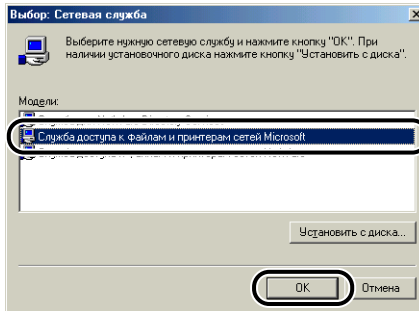 Выбор: Сетевая служба
Выберите нужную сетевую службу и нажмите кнопку "OK". При
наличии установочного диска нажмите кнопку "Установить с диска".
Модели:
Служба доступа к файлам и принтерам сетей Microsoft
Установить с диска...
OK
Отмена